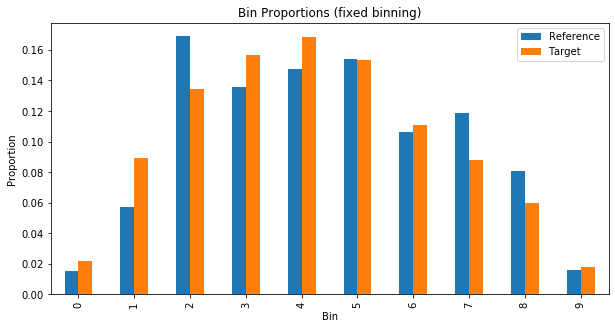 Bin Proportions (fixed binning)
Reference
Target
Proportion
0.16
0.14
0.12
0.10
0.08
0.06
0.04
0.02
0.00
0 1 2 3 4 5 6 7 8 9
Bin